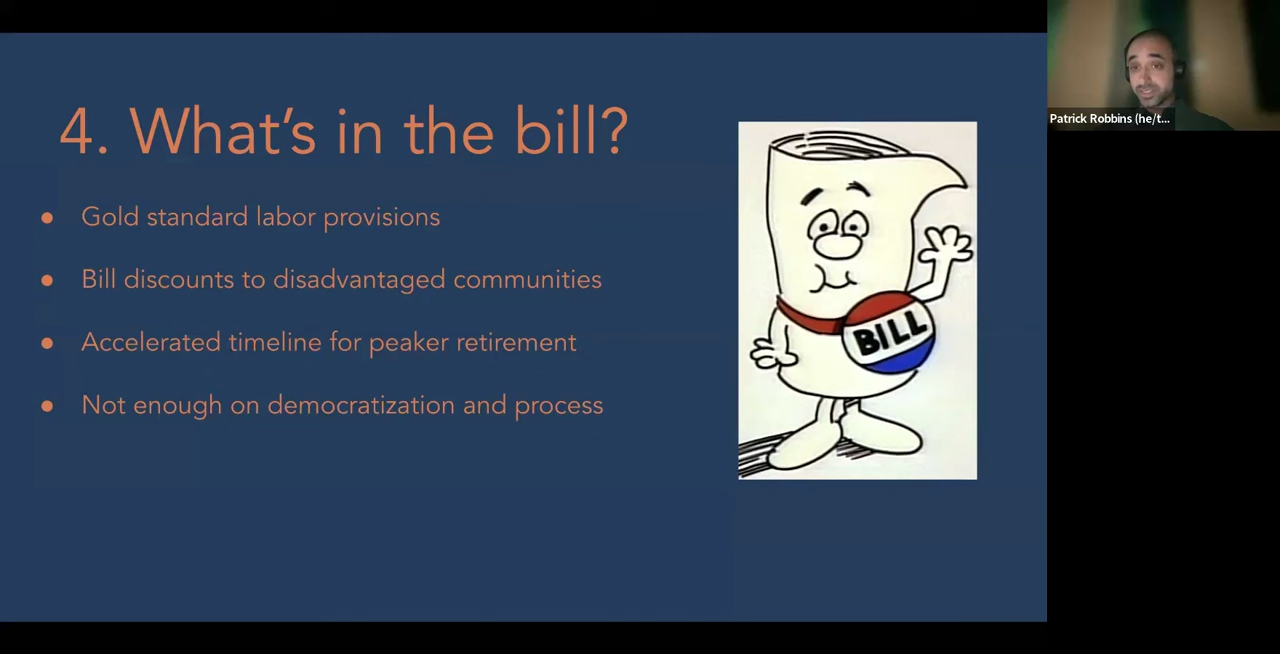 4. What's in the bill?
● Gold standard labor provisions
● Bill discounts to disadvantaged communities
● Accelerated timeline for peaker retirement
● Not enough on democratization and process
BILL
Patrick Robbins (he/t...